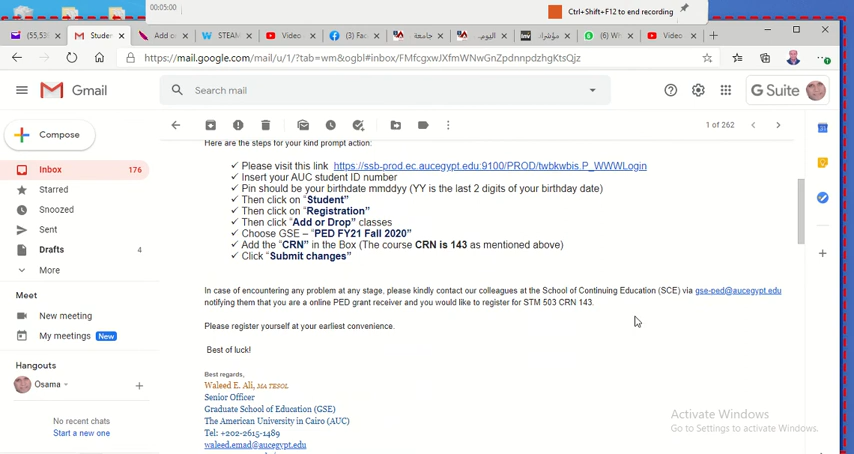 00:05:00
Ctrl+Shift+F12 to end recording
(55,53
Studen
Add or
STEAM
Video
(3) Fac
جامعة
اليوم،
Inv
مؤشرا
(6) Wh
Video
https://mail.google.com/mail/u/1/?tab=wm&ogbl#inbox/FMfcgxwJXfmWNwGnZpdnnpdzhgKtsQjz
Gmail
Search mail
G Suite
Compose
1 of 262
Inbox 176
Starred
Snoozed
Sent
Drafts 4
More
Meet
New meeting
My meetings New
Hangouts
Osama
No recent chats
Start a new one
Here are the steps for your kind prompt action:
✓ Please visit this link https://ssb-prod.ec.aucegypt.edu:9100/PROD/twbkwbis.P_WWWLogin
✓ Insert your AUC student ID number
✓ Pin should be your birthdate mmddyy (YY is the last 2 digits of your birthday date)
✓ Then click on “Student”
✓ Then click on “Registration”
✓ Then click “Add or Drop” classes
✓ Choose GSE – “PED FY21 Fall 2020”
✓ Add the “CRN” in the Box (The course CRN is 143 as mentioned above)
✓ Click “Submit changes”
In case of encountering any problem at any stage, please kindly contact our colleagues at the School of Continuing Education (SCE) via gse-ped@aucegypt.edu
notifying them that you are a online PED grant receiver and you would like to register for STM 503 CRN 143.
Please register yourself at your earliest convenience.
Best of luck!
Best regards,
Waleed E. Ali, MA TESOL
Senior Officer
Graduate School of Education (GSE)
The American University in Cairo (AUC)
Tel: +202-2615-1489
waleed.emad@aucegypt.edu
Activate Windows
Go to Settings to activate Windows.